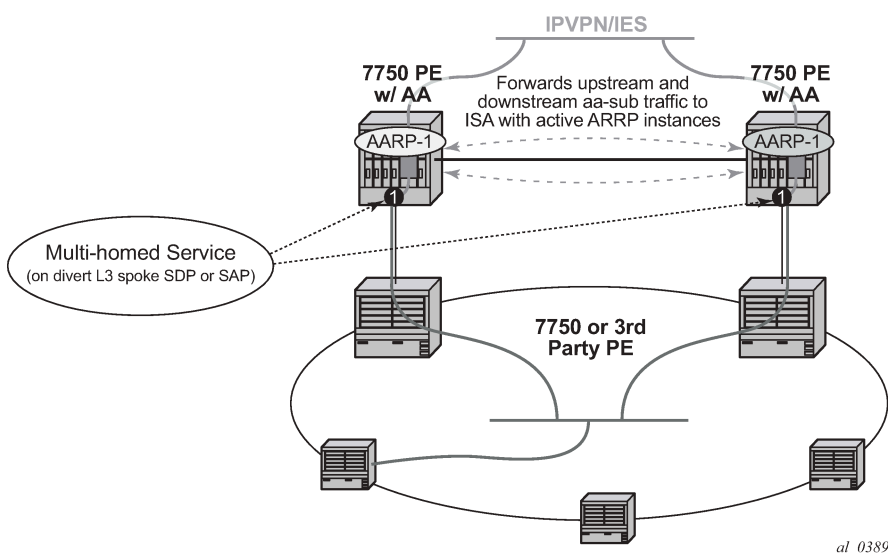 IPVPN/IES
7750 PE
w/ AA
Forwards upstream and
downstream aa-sub traffic to
ISA with active ARRP instances
7750 PE
w/ AA
AARP-1
AARP-1
1
1
Multi-homed Service
(on divert L3 spoke SDP or SAP)
7750 or 3rd
Party PE
al_0389